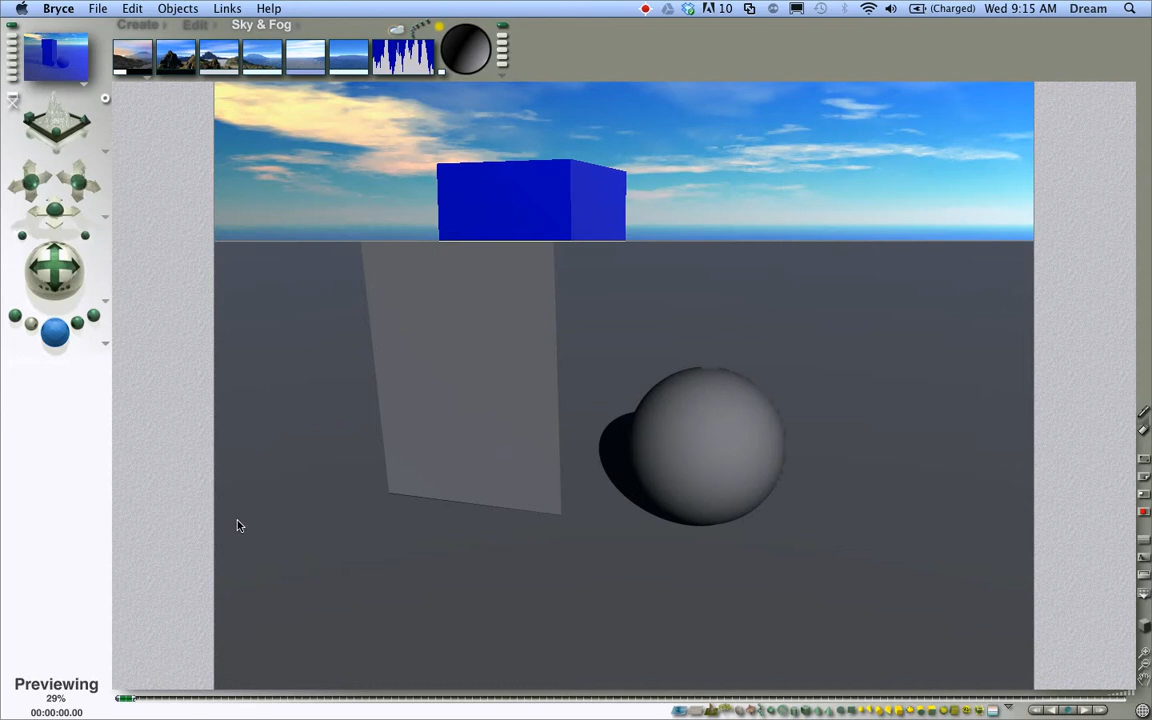 Bryce File Edit Objects Links Help 10 (Charged) Wed 9:15 AM Dream
Create Edit Sky & Fog
Previewing
29%
00:00:00.00